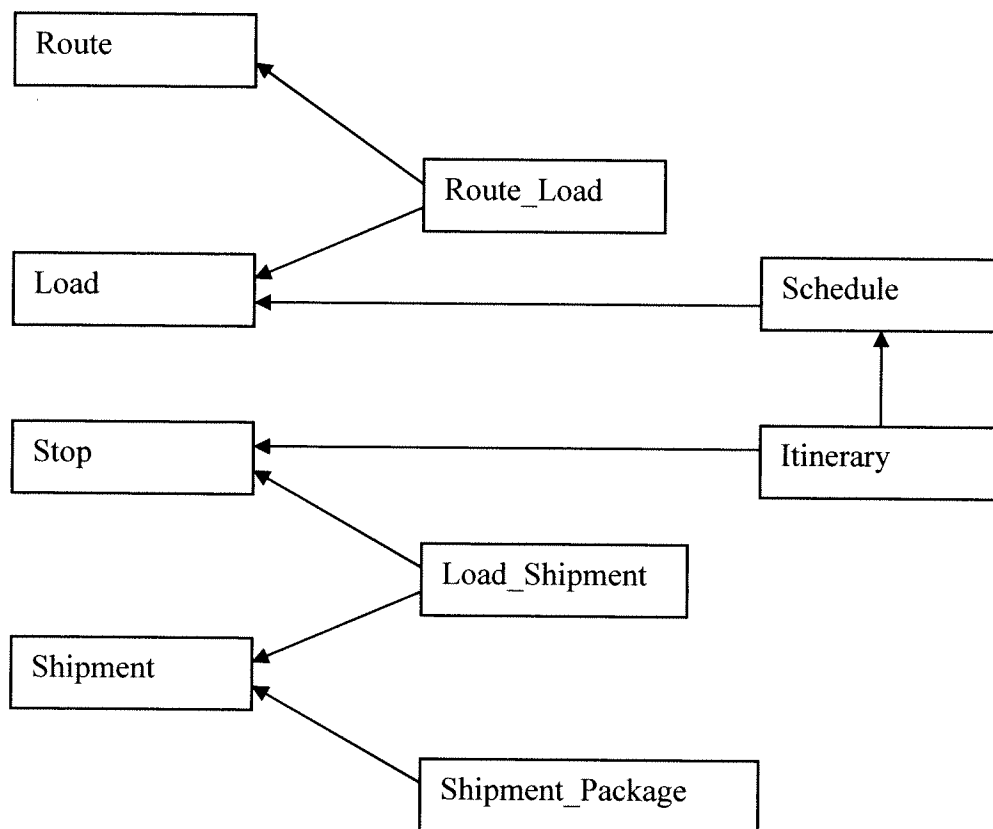 Route
Route_Load
Load
Schedule
Stop
Itinerary
Load_Shipment
Shipment
Shipment_Package